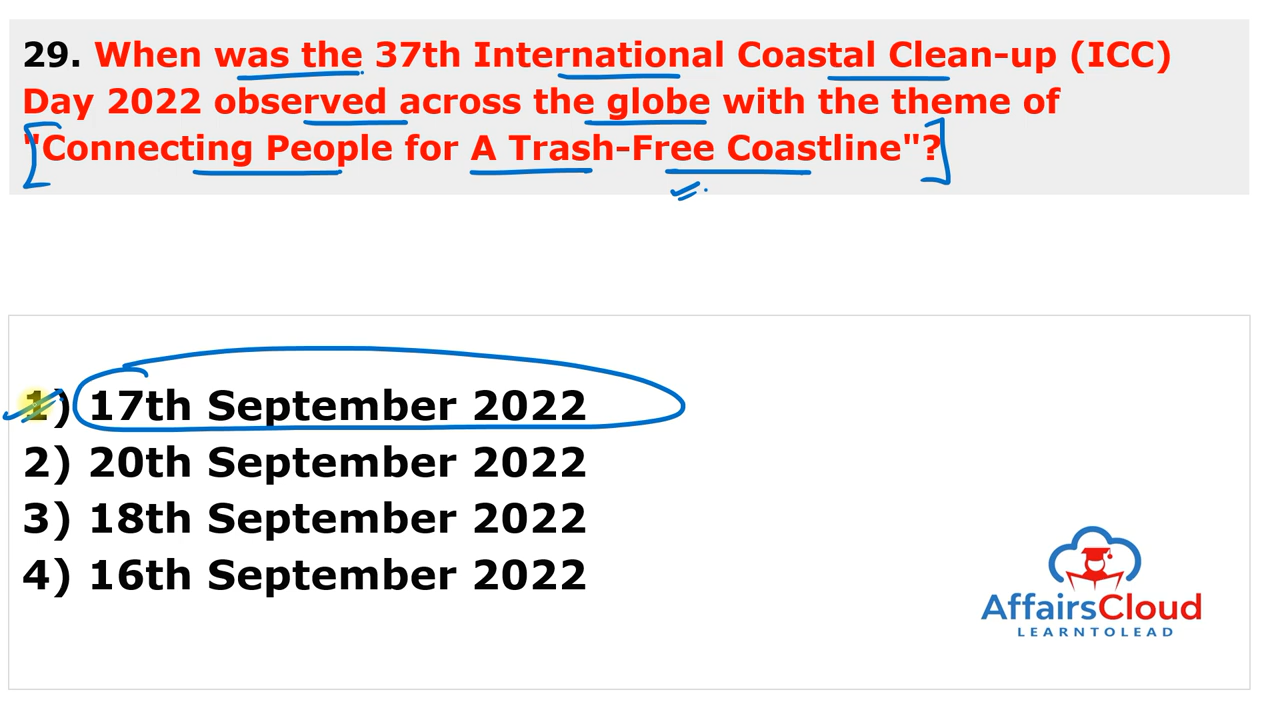 29. When was the 37th International Coastal Clean-up (ICC)
Day 2022 observed across the globe with the theme of
"Connecting People for A Trash-Free Coastline"?
1) 17th September 2022
2) 20th September 2022
3) 18th September 2022
4) 16th September 2022
AffairsCloud
LEARNTOLEAD